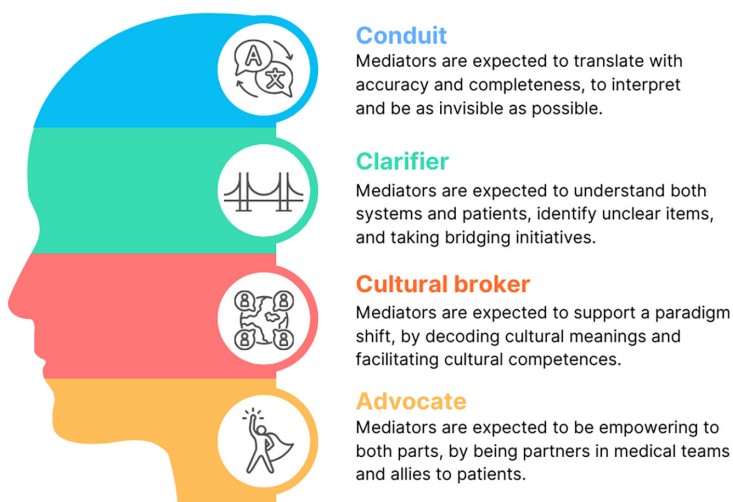 A
文
Conduit
Mediators are expected to translate with
accuracy and completeness, to interpret
and be as invisible as possible.
Clarifier
Mediators are expected to understand both
systems and patients, identify unclear items,
and taking bridging initiatives.
Cultural broker
Mediators are expected to support a paradigm
shift, by decoding cultural meanings and
facilitating cultural competences.
Advocate
Mediators are expected to be empowering to
both parts, by being partners in medical teams
and allies to patients.